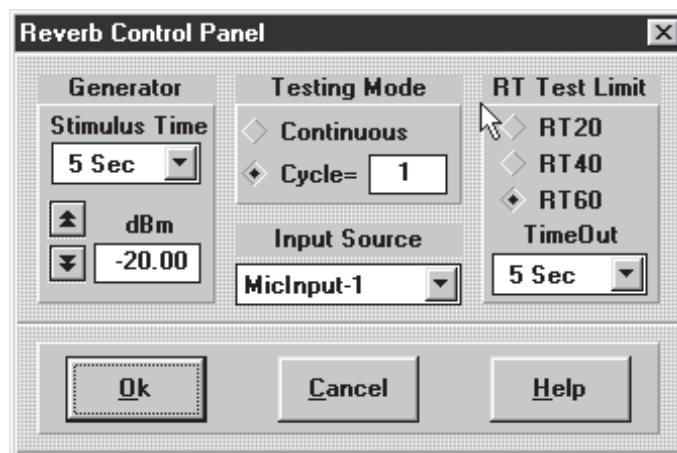 Reverb Control Panel
Generator
Stimulus Time
5 Sec
dBm
-20.00
Testing Mode
Continuous
Cycle= 1
Input Source
MicInput-1
RT Test Limit
RT20
RT40
RT60
TimeOut
5 Sec
Ok
Cancel
Help